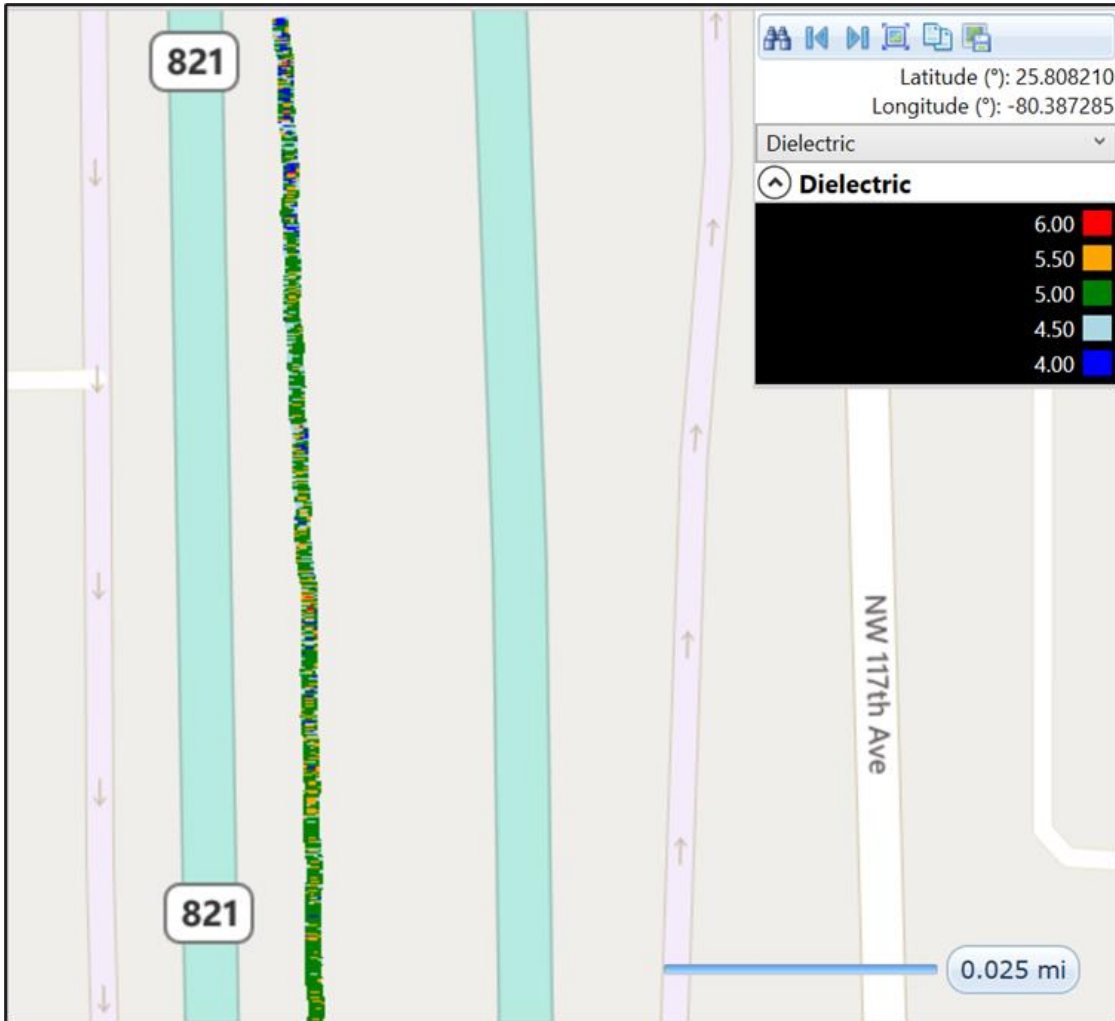 821
Latitude (°): 25.808210
Longitude (°): -80.387285
Dielectric
Dielectric
6.00
5.50
5.00
4.50
4.00
NW 117th Ave
821
0.025 mi